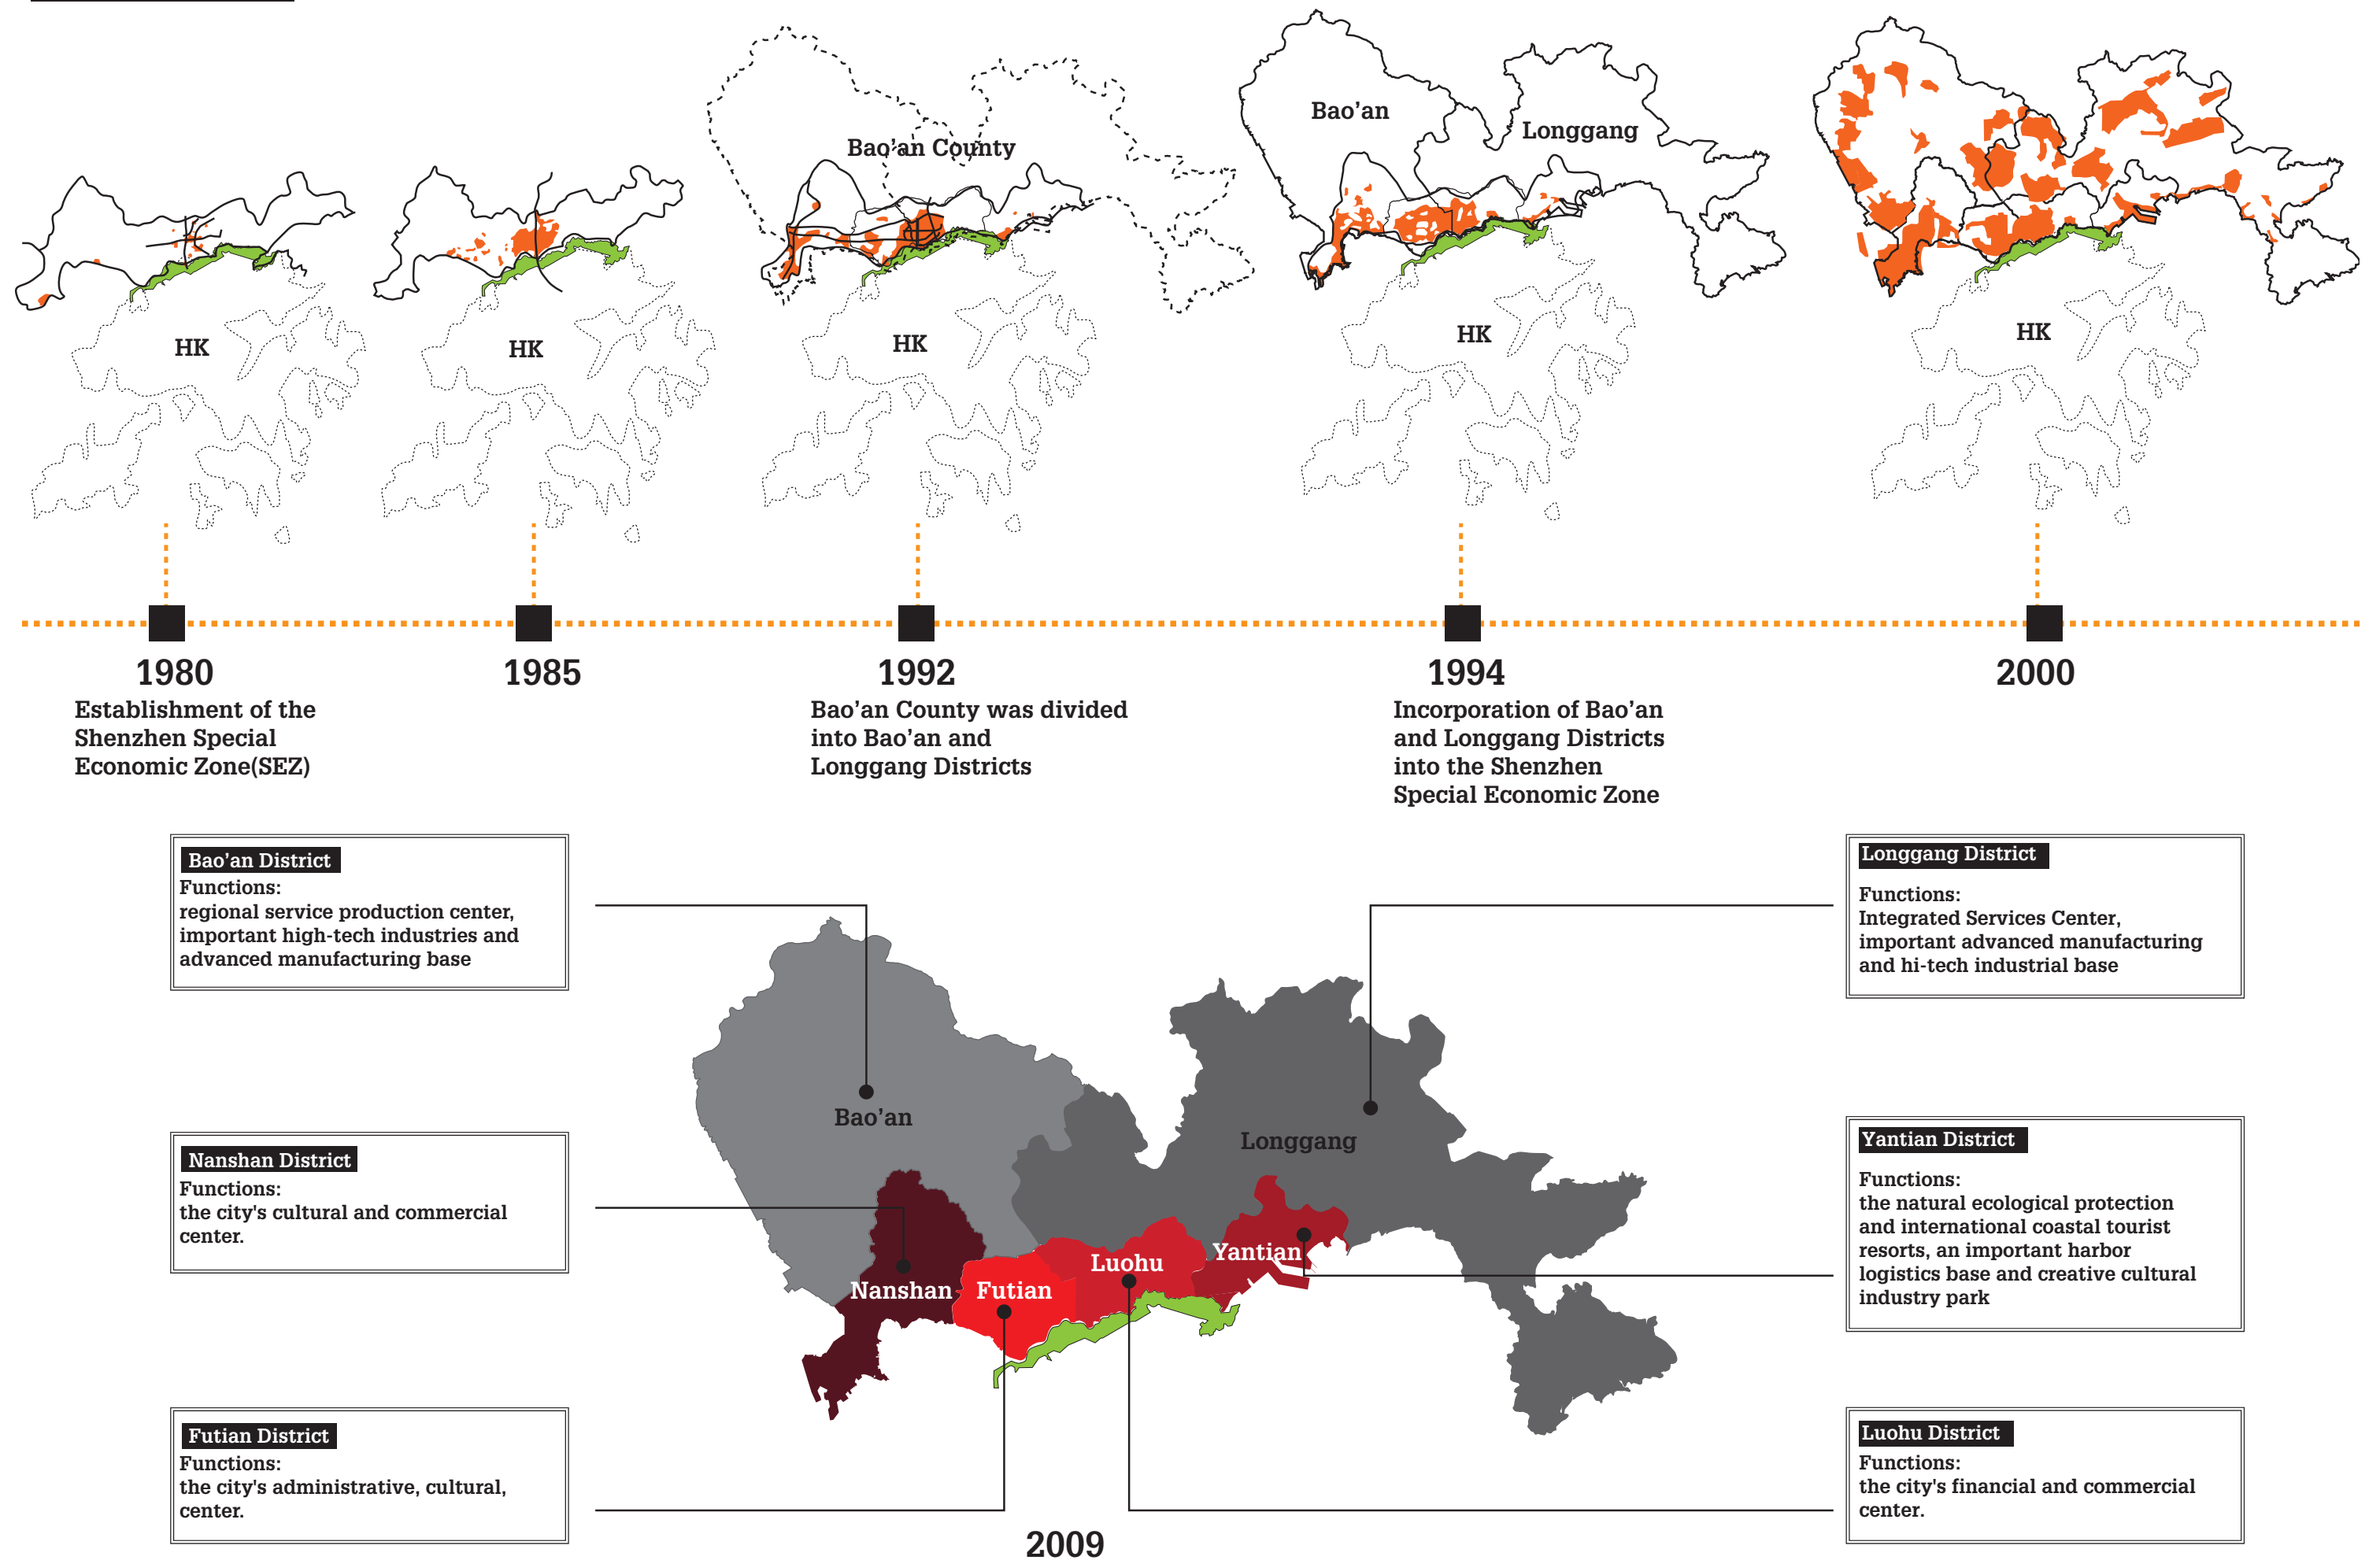 Bao’an County
Bao’an
Longgang
HK
HK
HK
HK
HK
1980
Establishment of the
Shenzhen Special
Economic Zone(SEZ)
1985
1992
Bao’an County was divided
into Bao’an and
Longgang Districts
1994
Incorporation of Bao’an
and Longgang Districts
into the Shenzhen
Special Economic Zone
2000
Bao’an District
Functions:
regional service production center,
important high-tech industries and
advanced manufacturing base
Nanshan District
Functions:
the city's cultural and commercial
center.
Futian District
Functions:
the city's administrative, cultural,
center.
Bao’an
Longgang
Nanshan
Futian
Luohu
Yantian
2009
Longgang District
Functions:
Integrated Services Center,
important advanced manufacturing
and hi-tech industrial base
Yantian District
Functions:
the natural ecological protection
and international coastal tourist
resorts, an important harbor
logistics base and creative cultural
industry park
Luohu District
Functions:
the city's financial and commercial
center.